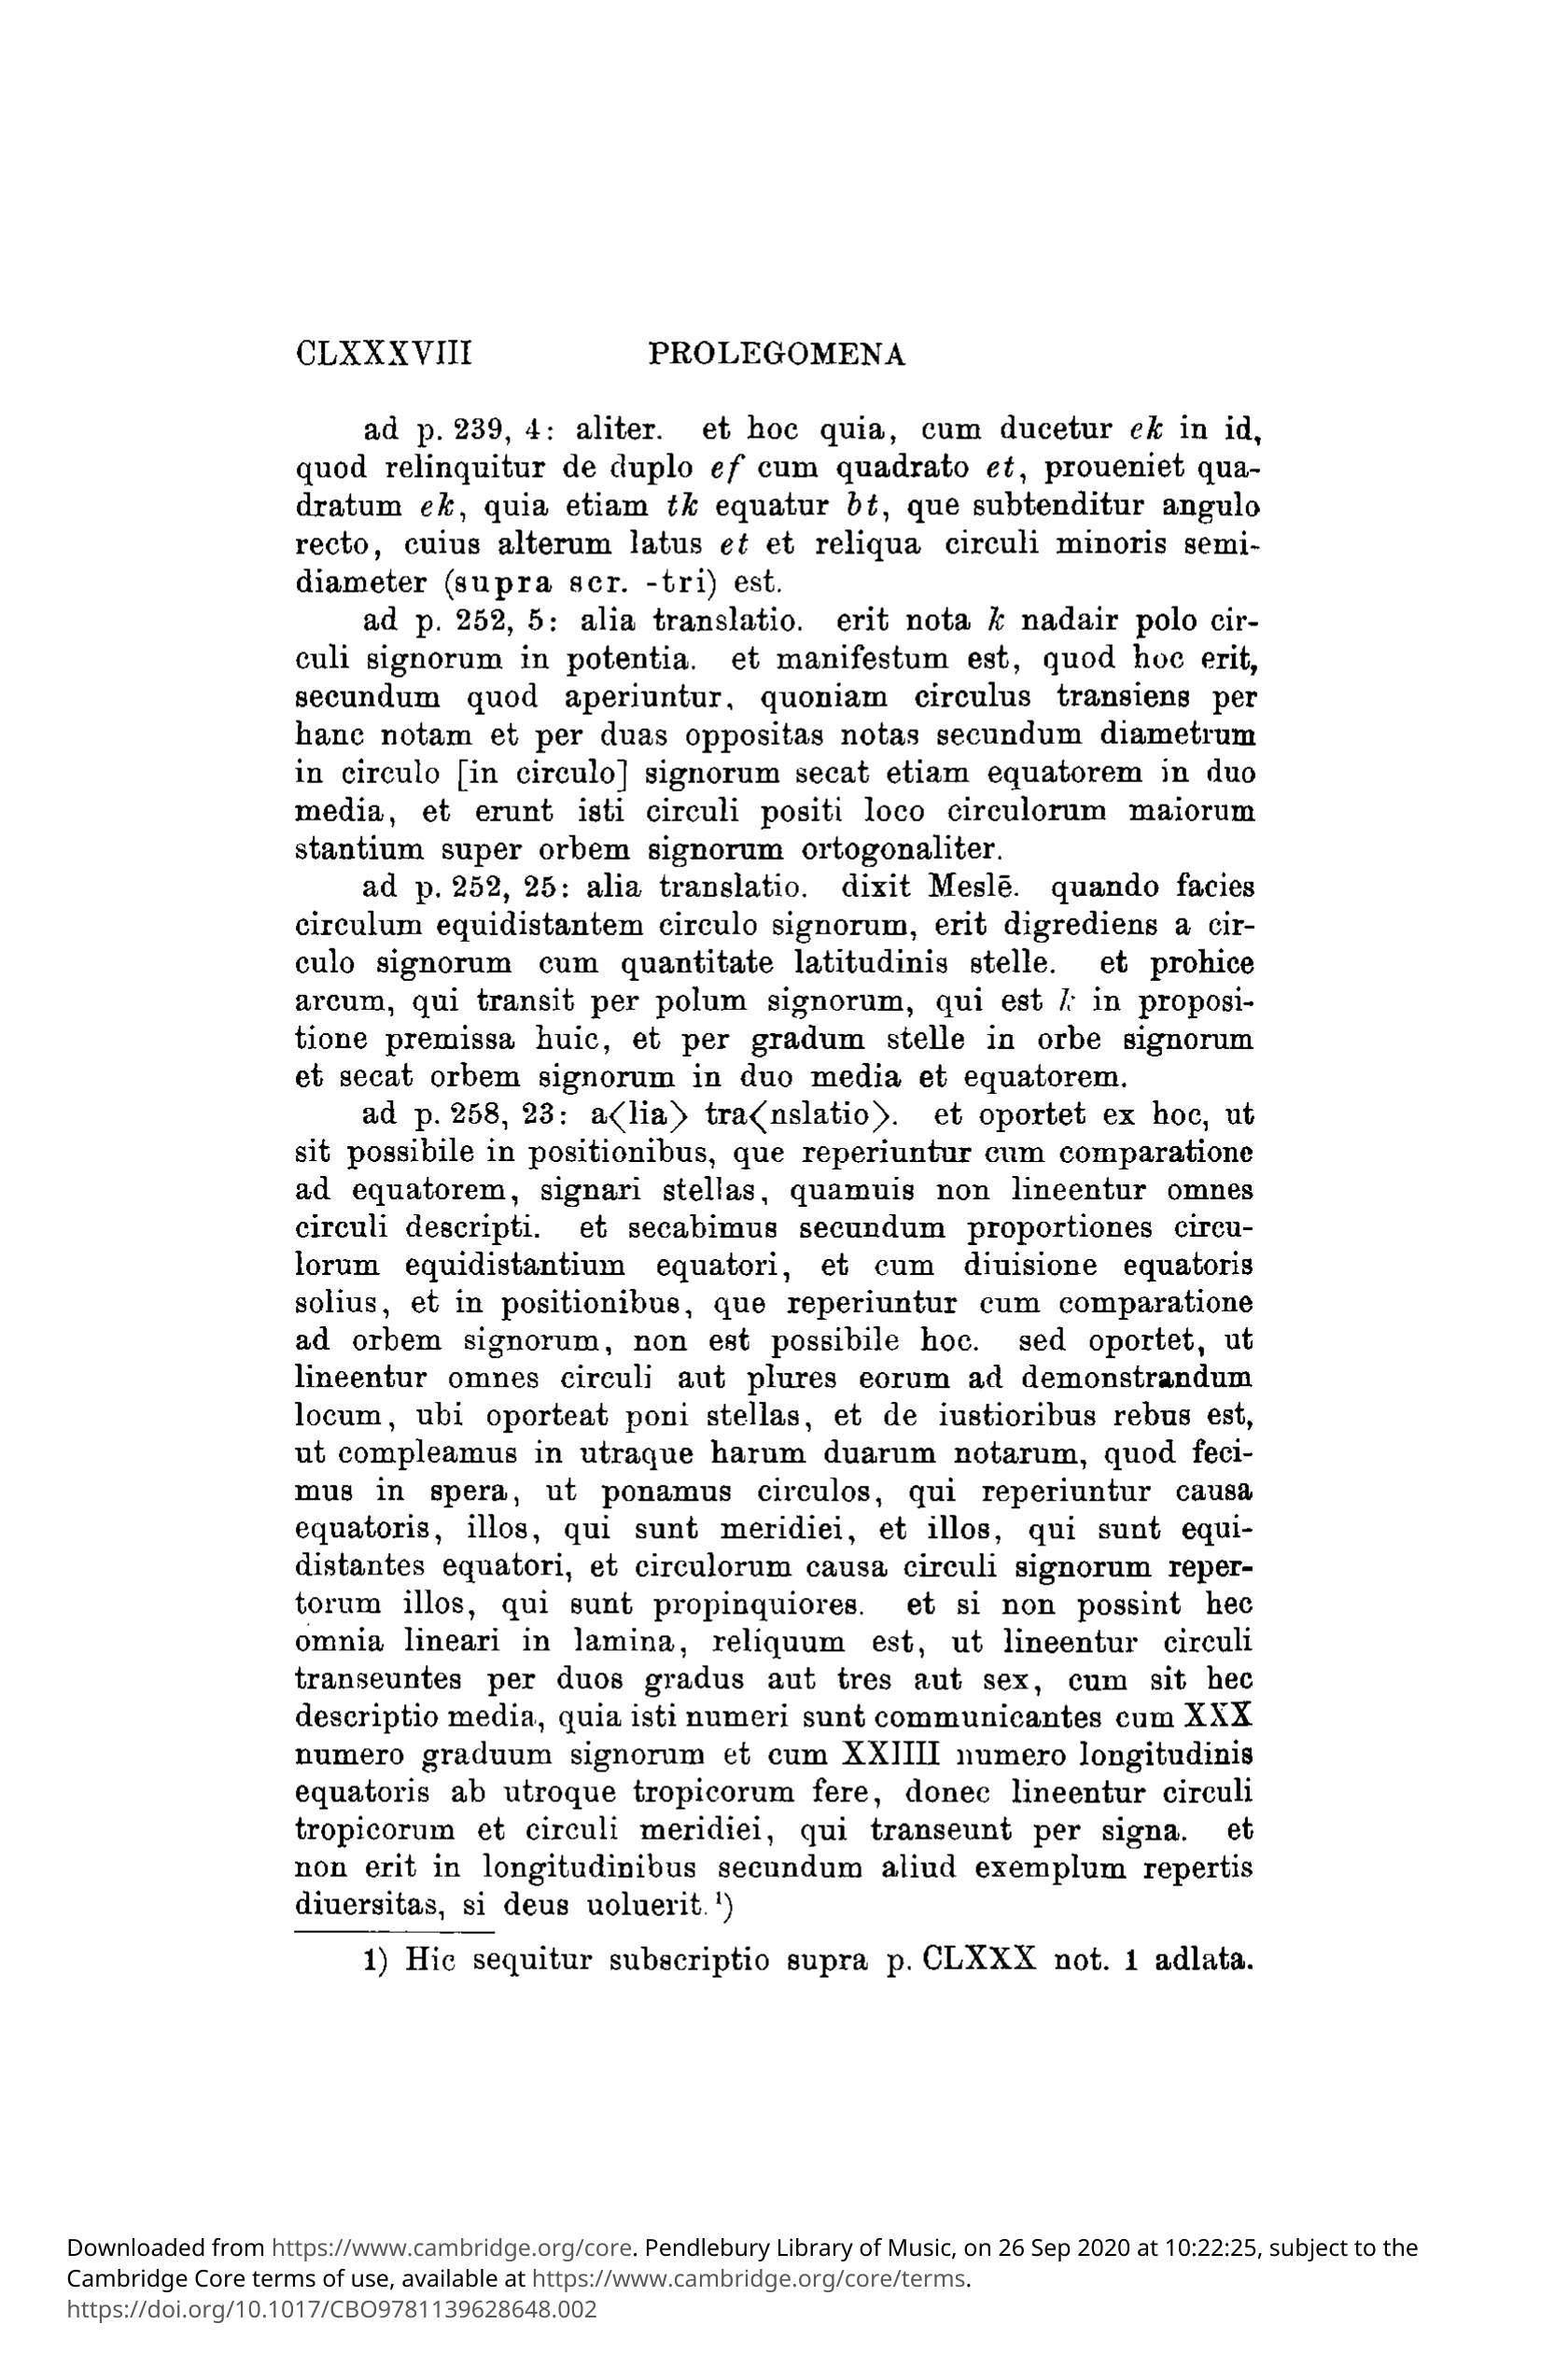 CLXXXVIII PROLEGOMENA
ad p. 239, 4: aliter. et hoc quia, cum ducetur ek in id,
quod relinquitur de duplo ef cum quadrato et, proueniet qua-
dratum ek, quia etiam tk equatur bt, que subtenditur angulo
recto, cuius alterum latus et et reliqua circuli minoris semi-
diameter (supra scr. -tri) est.
ad p. 252, 5: alia translatio. erit nota k nadair polo cir-
culi signorum in potentia. et manifestum est, quod hoc erit,
secundum quod aperiuntur, quoniam circulus transiens per
hanc notam et per duas oppositas notas secundum diametrum
in circulo [in circulo] signorum secat etiam equatorem in duo
media, et erunt isti circuli positi loco circulorum maiorum
stantium super orbem signorum ortogonaliter.
ad p. 252, 25: alia translatio. dixit Meslē. quando facies
circulum equidistantem circulo signorum, erit digrediens a cir-
culo signorum cum quantitate latitudinis stelle. et prohice
arcum, qui transit per polum signorum, qui est k in proposi-
tione premissa huic, et per gradum stelle in orbe signorum
et secat orbem signorum in duo media et equatorem.
ad p. 258, 23: a⟨lia⟩ tra⟨nslatio⟩. et oportet ex hoc, ut
sit possibile in positionibus, que reperiuntur cum comparatione
ad equatorem, signari stellas, quamuis non lineentur omnes
circuli descripti. et secabimus secundum proportiones circu-
lorum equidistantium equatori, et cum diuisione equatoris
solius, et in positionibus, que reperiuntur cum comparatione
ad orbem signorum, non est possibile hoc. sed oportet, ut
lineentur omnes circuli aut plures eorum ad demonstrandum
locum, ubi oporteat poni stellas, et de iustioribus rebus est,
ut compleamus in utraque harum duarum notarum, quod feci-
mus in spera, ut ponamus circulos, qui reperiuntur causa
equatoris, illos, qui sunt meridiei, et illos, qui sunt equi-
distantes equatori, et circulorum causa circuli signorum reper-
torum illos, qui sunt propinquiores. et si non possint hec
omnia lineari in lamina, reliquum est, ut lineentur circuli
transeuntes per duos gradus aut tres aut sex, cum sit hec
descriptio media, quia isti numeri sunt communicantes cum XXX
numero graduum signorum et cum XXIIII numero longitudinis
equatoris ab utroque tropicorum fere, donec lineentur circuli
tropicorum et circuli meridiei, qui transeunt per signa. et
non erit in longitudinibus secundum aliud exemplum repertis
diuersitas, si deus uoluerit.¹)
1) Hic sequitur subscriptio supra p. CLXXX not. 1 adlata.
Downloaded from https://www.cambridge.org/core. Pendlebury Library of Music, on 26 Sep 2020 at 10:22:25, subject to the
Cambridge Core terms of use, available at https://www.cambridge.org/core/terms.
https://doi.org/10.1017/CBO9781139628648.002